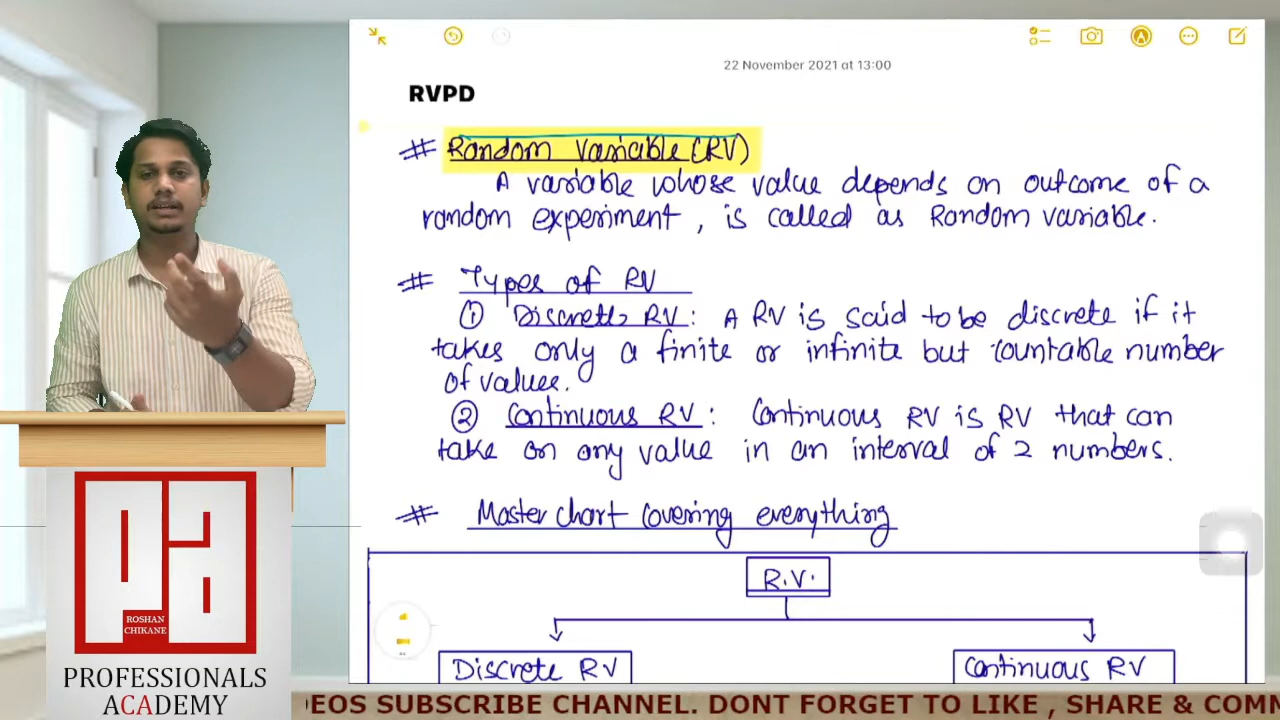 22 November 2021 at 13:00
RVPD
# Random Variable (RV)
A variable whose value depends on outcome of a
random experiment, is called as Random variable.
# Types of RV
① Discrete RV: A RV is said to be discrete if it
takes only a finite or infinite but countable number
of values.
② Continuous RV: Continuous RV is RV that can
take on any value in an interval of 2 numbers.
# Master chart covering everything
R.V.
Discrete RV
Continuous RV
ROSHAN
CHIKANE
PROFESSIONALS
ACADEMY
EOS SUBSCRIBE CHANNEL. DONT FORGET TO LIKE , SHARE & COM